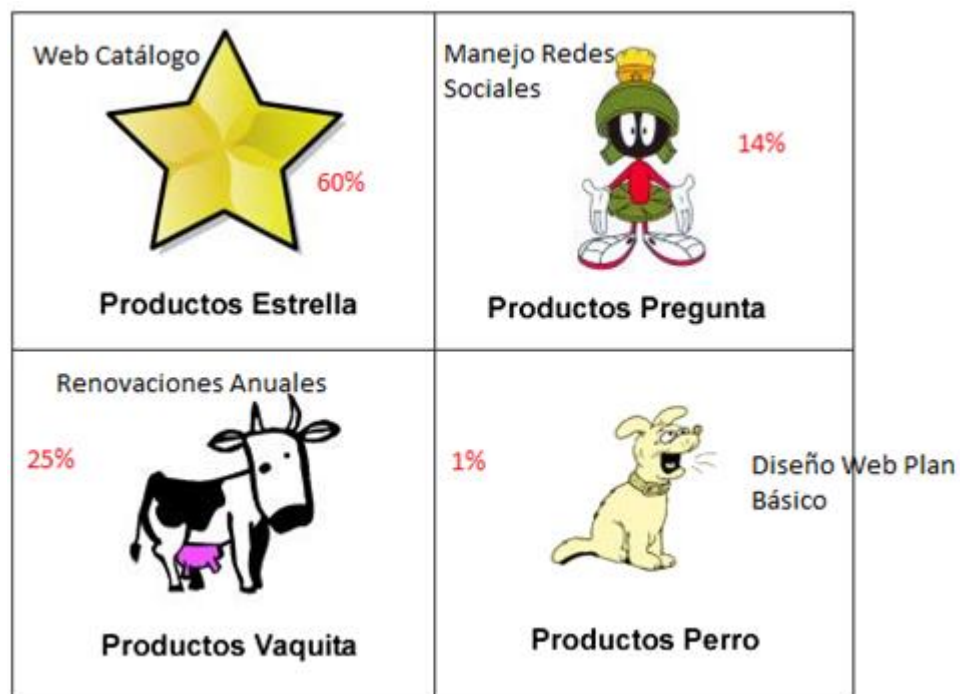 Web Catálogo
60%
Productos Estrella
Manejo Redes
Sociales
14%
Productos Pregunta
Renovaciones Anuales
25%
Productos Vaquita
1%
Diseño Web Plan
Básico
Productos Perro